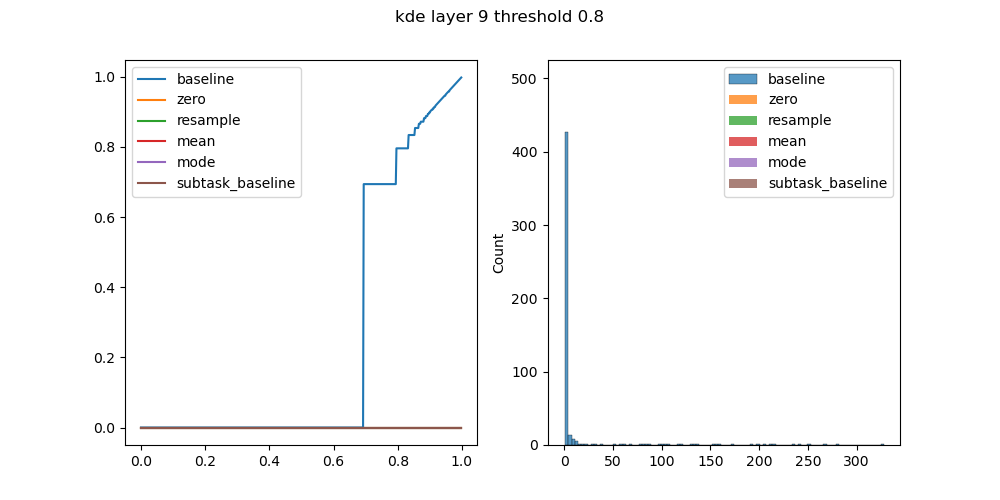 kde layer 9 threshold 0.8
baseline
zero
resample
mean
mode
subtask_baseline
1.0
0.8
0.6
0.4
0.2
0.0
0.0 0.2 0.4 0.6 0.8 1.0
baseline
zero
resample
mean
mode
subtask_baseline
Count
500
400
300
200
100
0
0 50 100 150 200 250 300